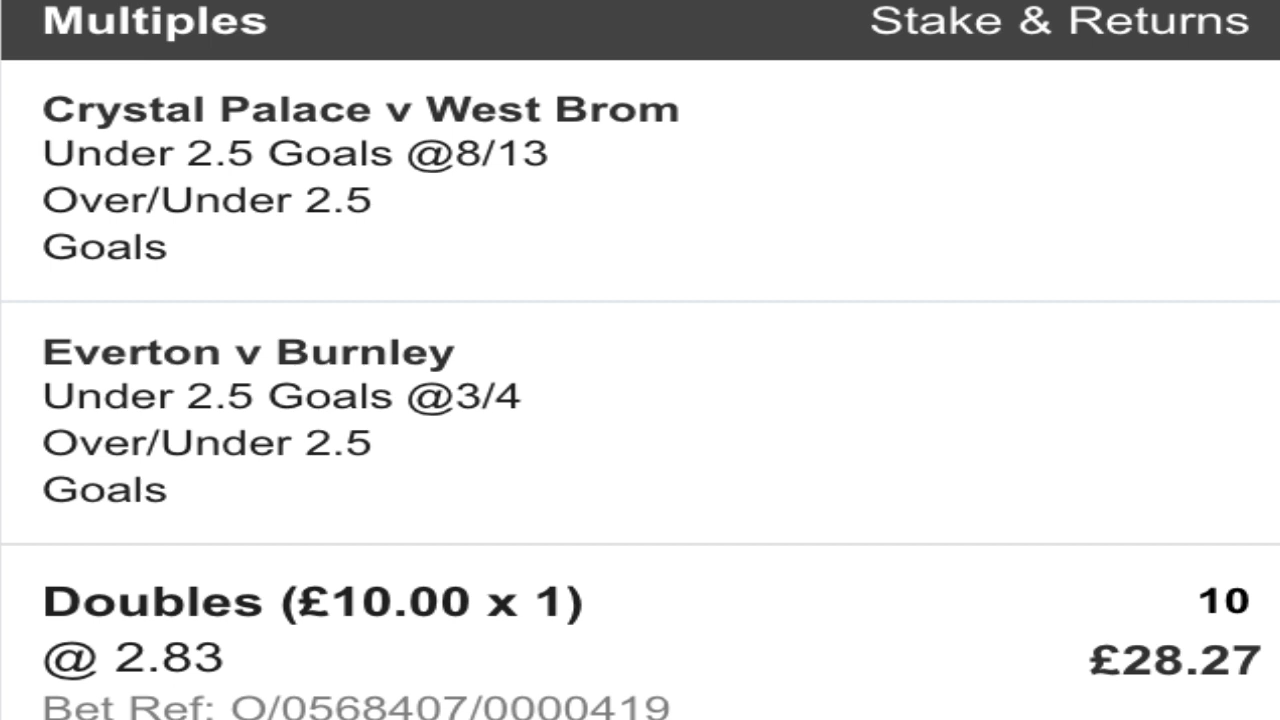 Multiples Stake & Returns
Crystal Palace v West Brom
Under 2.5 Goals @8/13
Over/Under 2.5
Goals
Everton v Burnley
Under 2.5 Goals @3/4
Over/Under 2.5
Goals
Doubles (£10.00 x 1) 10
@ 2.83 £28.27
Bet Ref: O/0568407/0000419